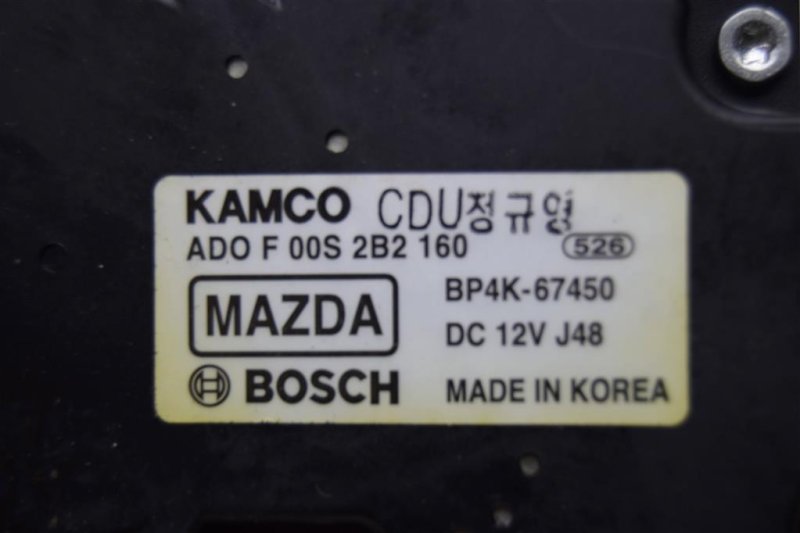 KAMCO CDU정규영
ADO F 00S 2B2 160 526
MAZDA
BP4K-67450
DC 12V J48
BOSCH
MADE IN KOREA